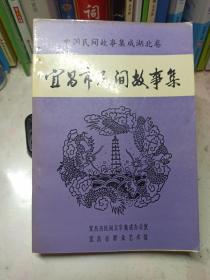 中国民间故事集成湖北卷
宜昌市民间故事集
宜昌市民间文学集成办公室
宜昌市群众艺术馆
词